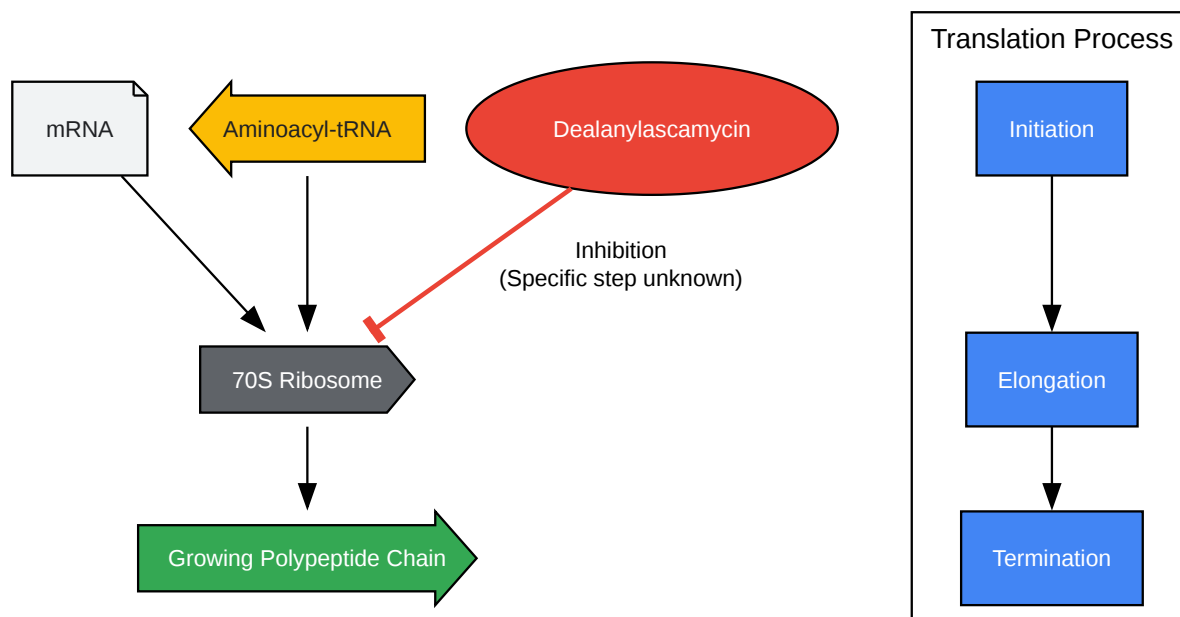 mRNA
Aminoacyl-tRNA
Dealanylascamycin
Inhibition
(Specific step unknown)
70S Ribosome
Growing Polypeptide Chain
Translation Process
Initiation
Elongation
Termination